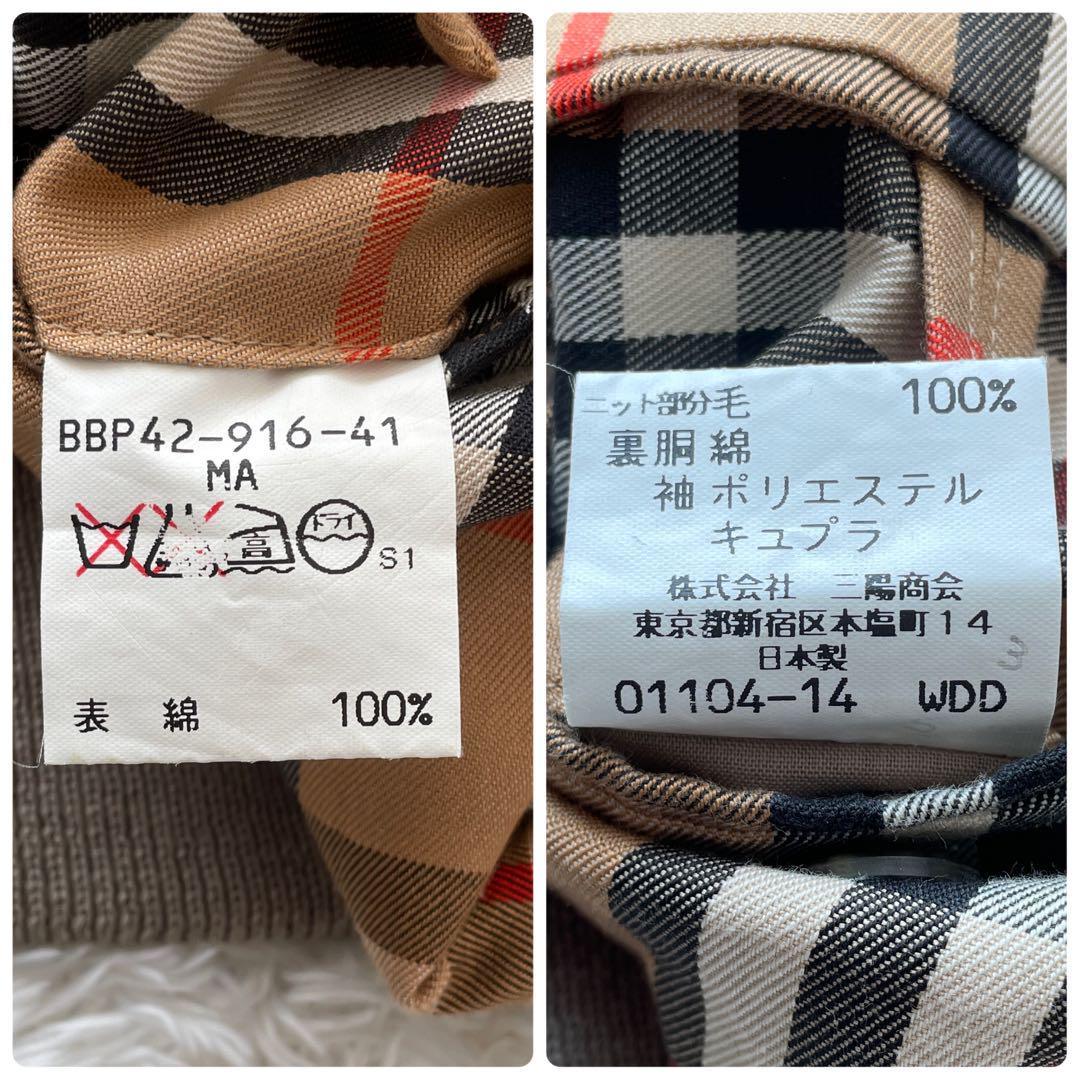 BBP42-916-41
MA
高 ドライ S1
表 綿 100%
ニット部分毛 100%
裏胴 綿
袖 ポリエステル
キュプラ
株式会社 三陽商会
東京都新宿区本塩町14
日本製
01104-14 WDD